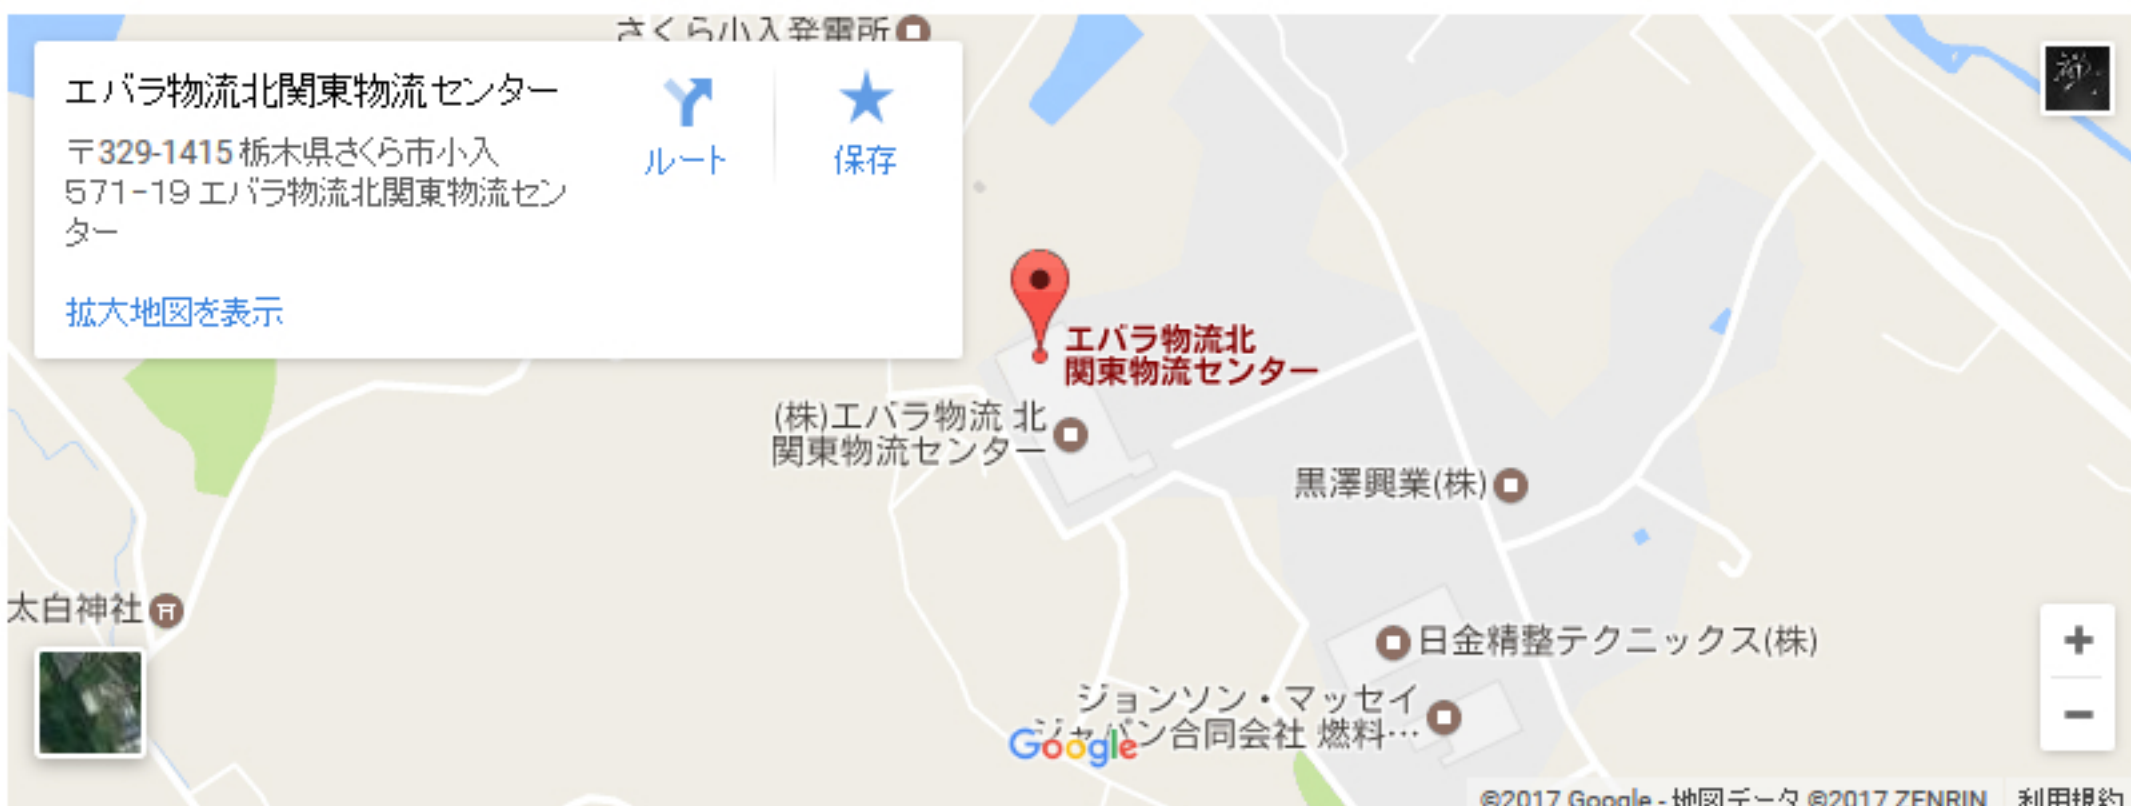 さくら小入発電所
エバラ物流北関東物流センター
〒329-1415 栃木県さくら市小入
571-19 エバラ物流北関東物流セン
ター
ルート
保存
拡大地図を表示
エバラ物流北
関東物流センター
(株)エバラ物流 北
関東物流センター
黒澤興業(株)
太白神社
日金精整テクニックス(株)
ジョンソン・マッセイ
ジャパン合同会社 燃料…
Google
©2017 Google - 地図データ ©2017 ZENRIN
利用規約